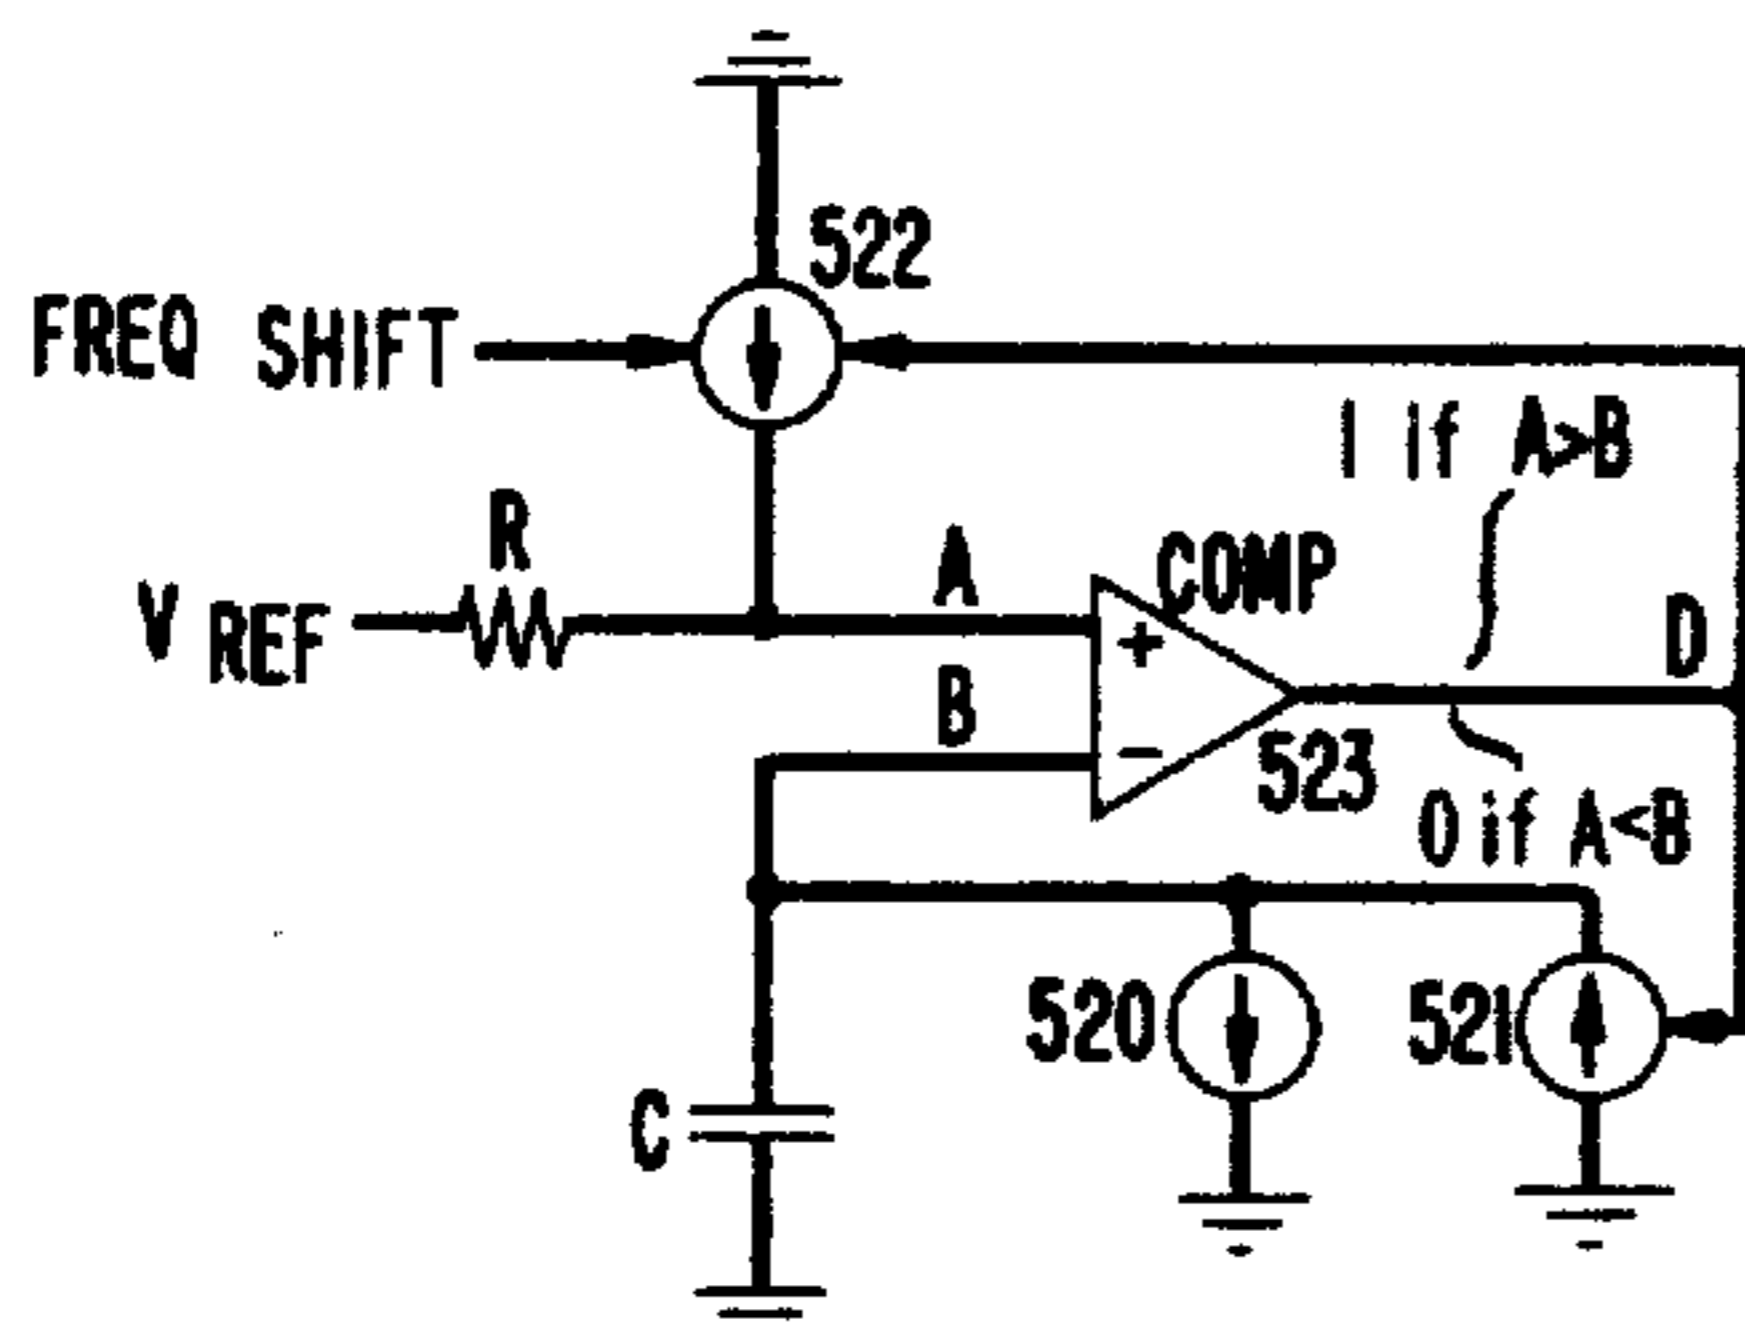 522
FREQ SHIFT
1 if A>B
R
A
COMP
V REF
+
D
B
-
523
0 if A<B
520
521
C